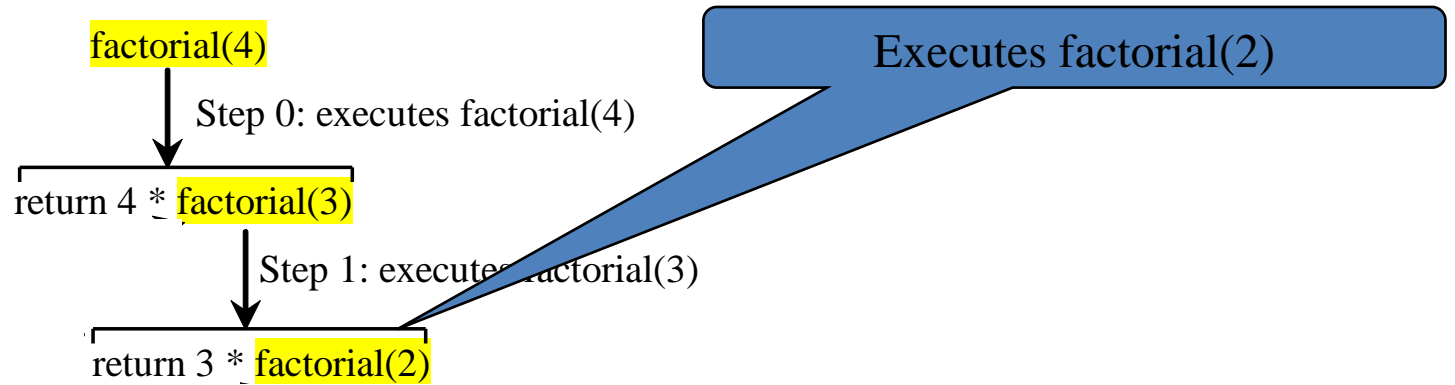 factorial(4)
Executes factorial(2)
Step 0: executes factorial(4)
return 4 * factorial(3)
Step 1: executes factorial(3)
return 3 * factorial(2)